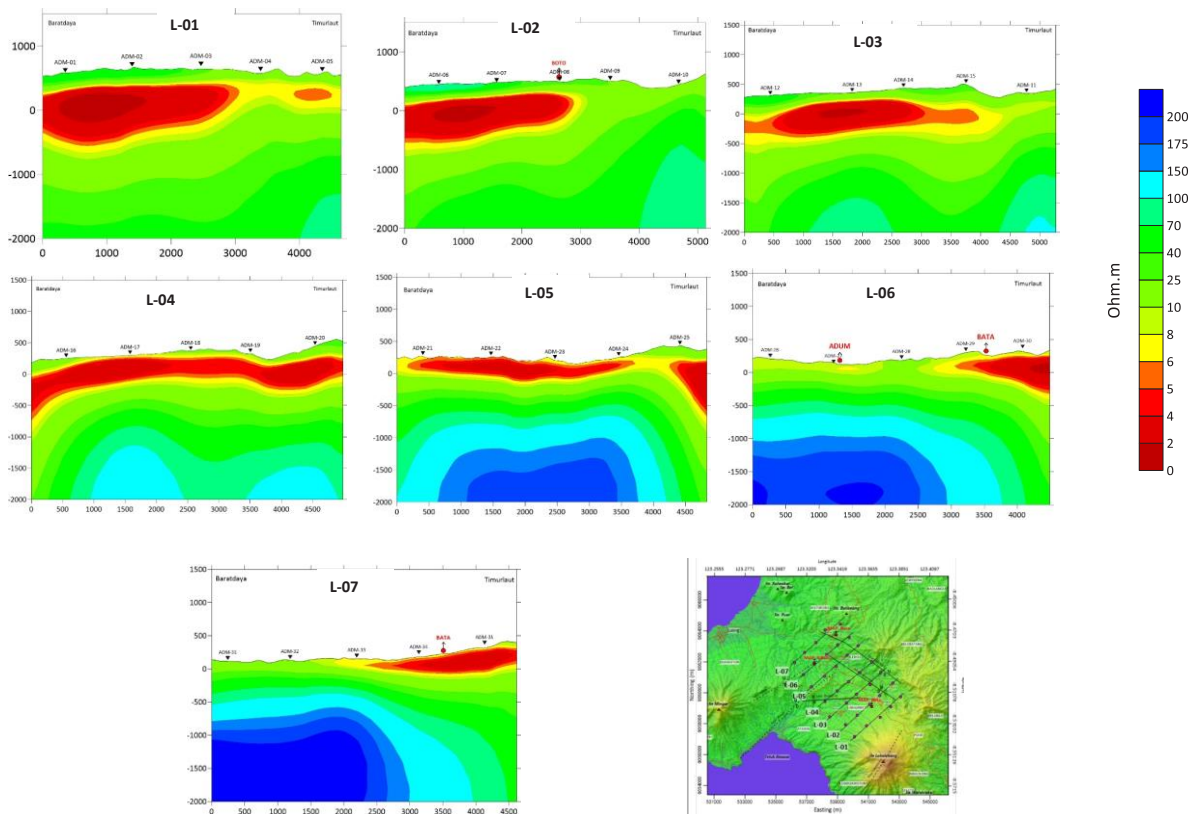 L-01
Baratdaya
Timurlaut
ADM-01 ADM-02 ADM-03 ADM-04 ADM-05
1000
0
-1000
-2000
0 1000 2000 3000 4000
L-02
Baratdaya
Timurlaut
BOTO
ADM-06 ADM-07 ADM-08 ADM-09 ADM-10
1000
0
-1000
-2000
0 1000 2000 3000 4000 5000
L-03
Baratdaya
Timurlaut
ADM-12 ADM-13 ADM-14 ADM-15 ADM-11
1500
1000
500
0
-500
-1000
-1500
-2000
0 500 1000 1500 2000 2500 3000 3500 4000 4500 5000
Ohm.m
200
175
150
100
70
40
25
10
8
6
5
4
2
0
L-04
Baratdaya
Timurlaut
ADM-16 ADM-17 ADM-18 ADM-19 ADM-20
1500
1000
500
0
-500
-1000
-1500
-2000
0 500 1000 1500 2000 2500 3000 3500 4000 4500
L-05
Baratdaya
Timurlaut
ADM-21 ADM-22 ADM-23 ADM-24 ADM-25
1500
1000
500
0
-500
-1000
-1500
-2000
0 500 1000 1500 2000 2500 3000 3500 4000 4500
L-06
Baratdaya
Timurlaut
ADUM
BATA
ADM-28 ADM-29 ADM-30
1500
1000
500
0
-500
-1000
-1500
-2000
0 500 1000 1500 2000 2500 3000 3500 4000
L-07
Baratdaya
Timurlaut
BATA
ADM-31 ADM-32 ADM-33 ADM-34 ADM-35
1500
1000
500
0
-500
-1000
-1500
-2000
0 500 1000 1500 2000 2500 3000 3500 4000 4500
Longitude
L-07
L-06
L-05
L-04
L-03
L-02
L-01
Northing (m)
Easting (m)